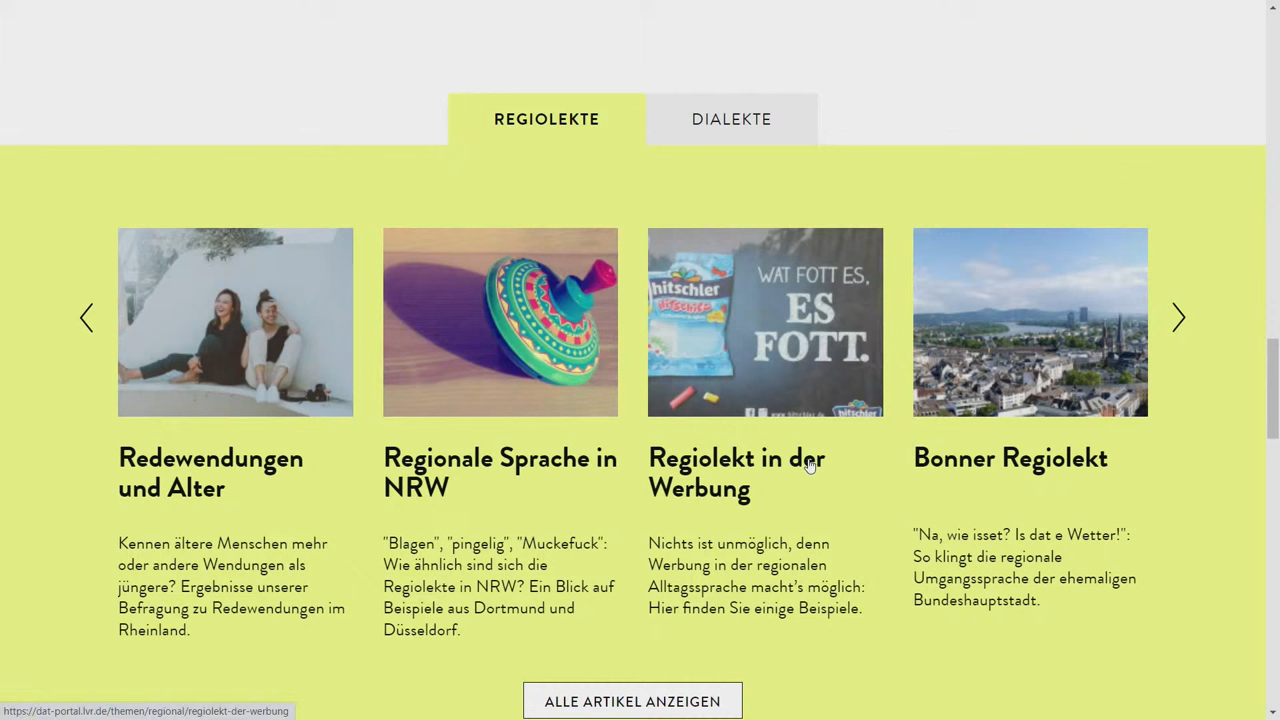 REGIOLEKTE
DIALEKTE
hitschler
WAT FOTT ES,
ES
FOTT.
hitschler
Redewendungen
und Alter
Regionale Sprache in
NRW
Regiolekt in der
Werbung
Bonner Regiolekt
Kennen ältere Menschen mehr
oder andere Wendungen als
jüngere? Ergebnisse unserer
Befragung zu Redewendungen im
Rheinland.
"Blagen", "pingelig", "Muckefuck":
Wie ähnlich sind sich die
Regiolekte in NRW? Ein Blick auf
Beispiele aus Dortmund und
Düsseldorf.
Nichts ist unmöglich, denn
Werbung in der regionalen
Alltagssprache macht's möglich:
Hier finden Sie einige Beispiele.
"Na, wie isset? Is dat e Wetter!":
So klingt die regionale
Umgangssprache der ehemaligen
Bundeshauptstadt.
ALLE ARTIKEL ANZEIGEN
https://dat-portal.lvr.de/themen/regional/regiolekt-der-werbung